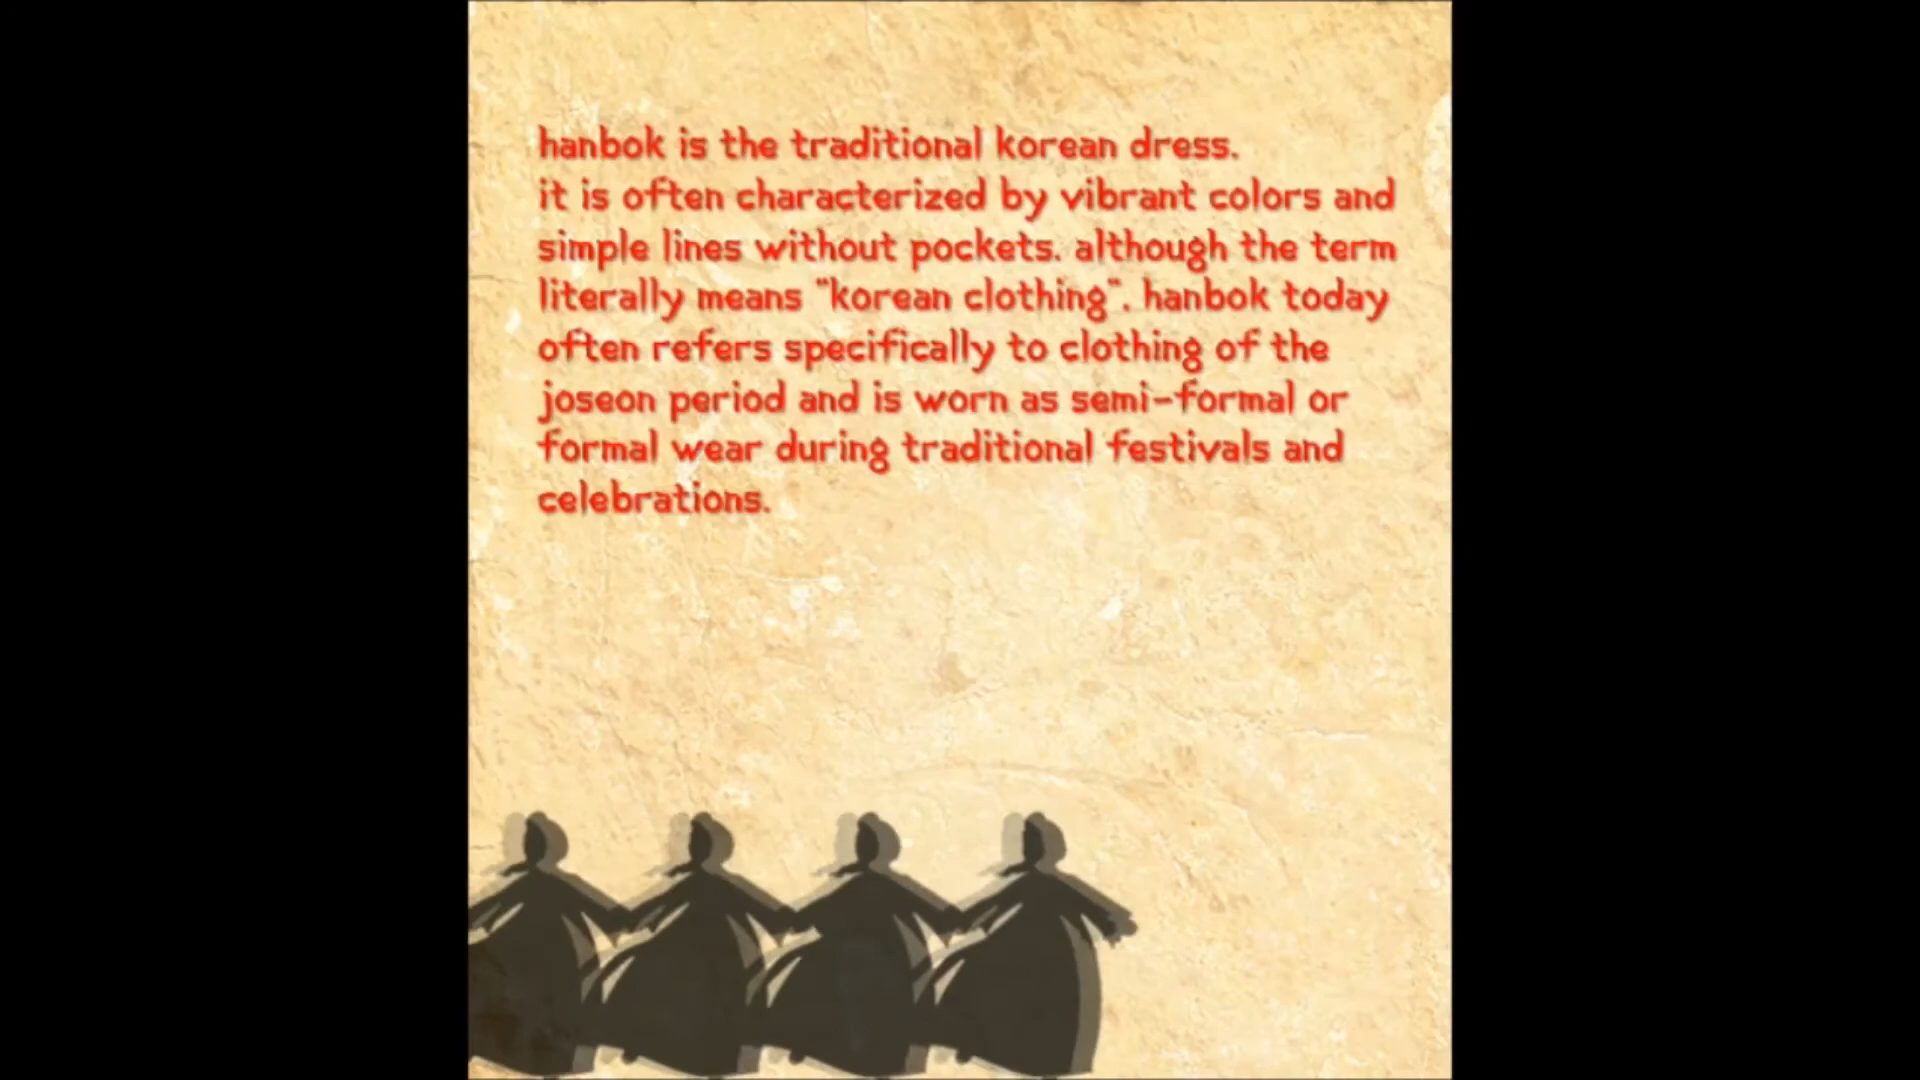 hanbok is the traditional korean dress.
it is often characterized by vibrant colors and
simple lines without pockets. although the term
literally means "korean clothing". hanbok today
often refers specifically to clothing of the
joseon period and is worn as semi-formal or
formal wear during traditional festivals and
celebrations.